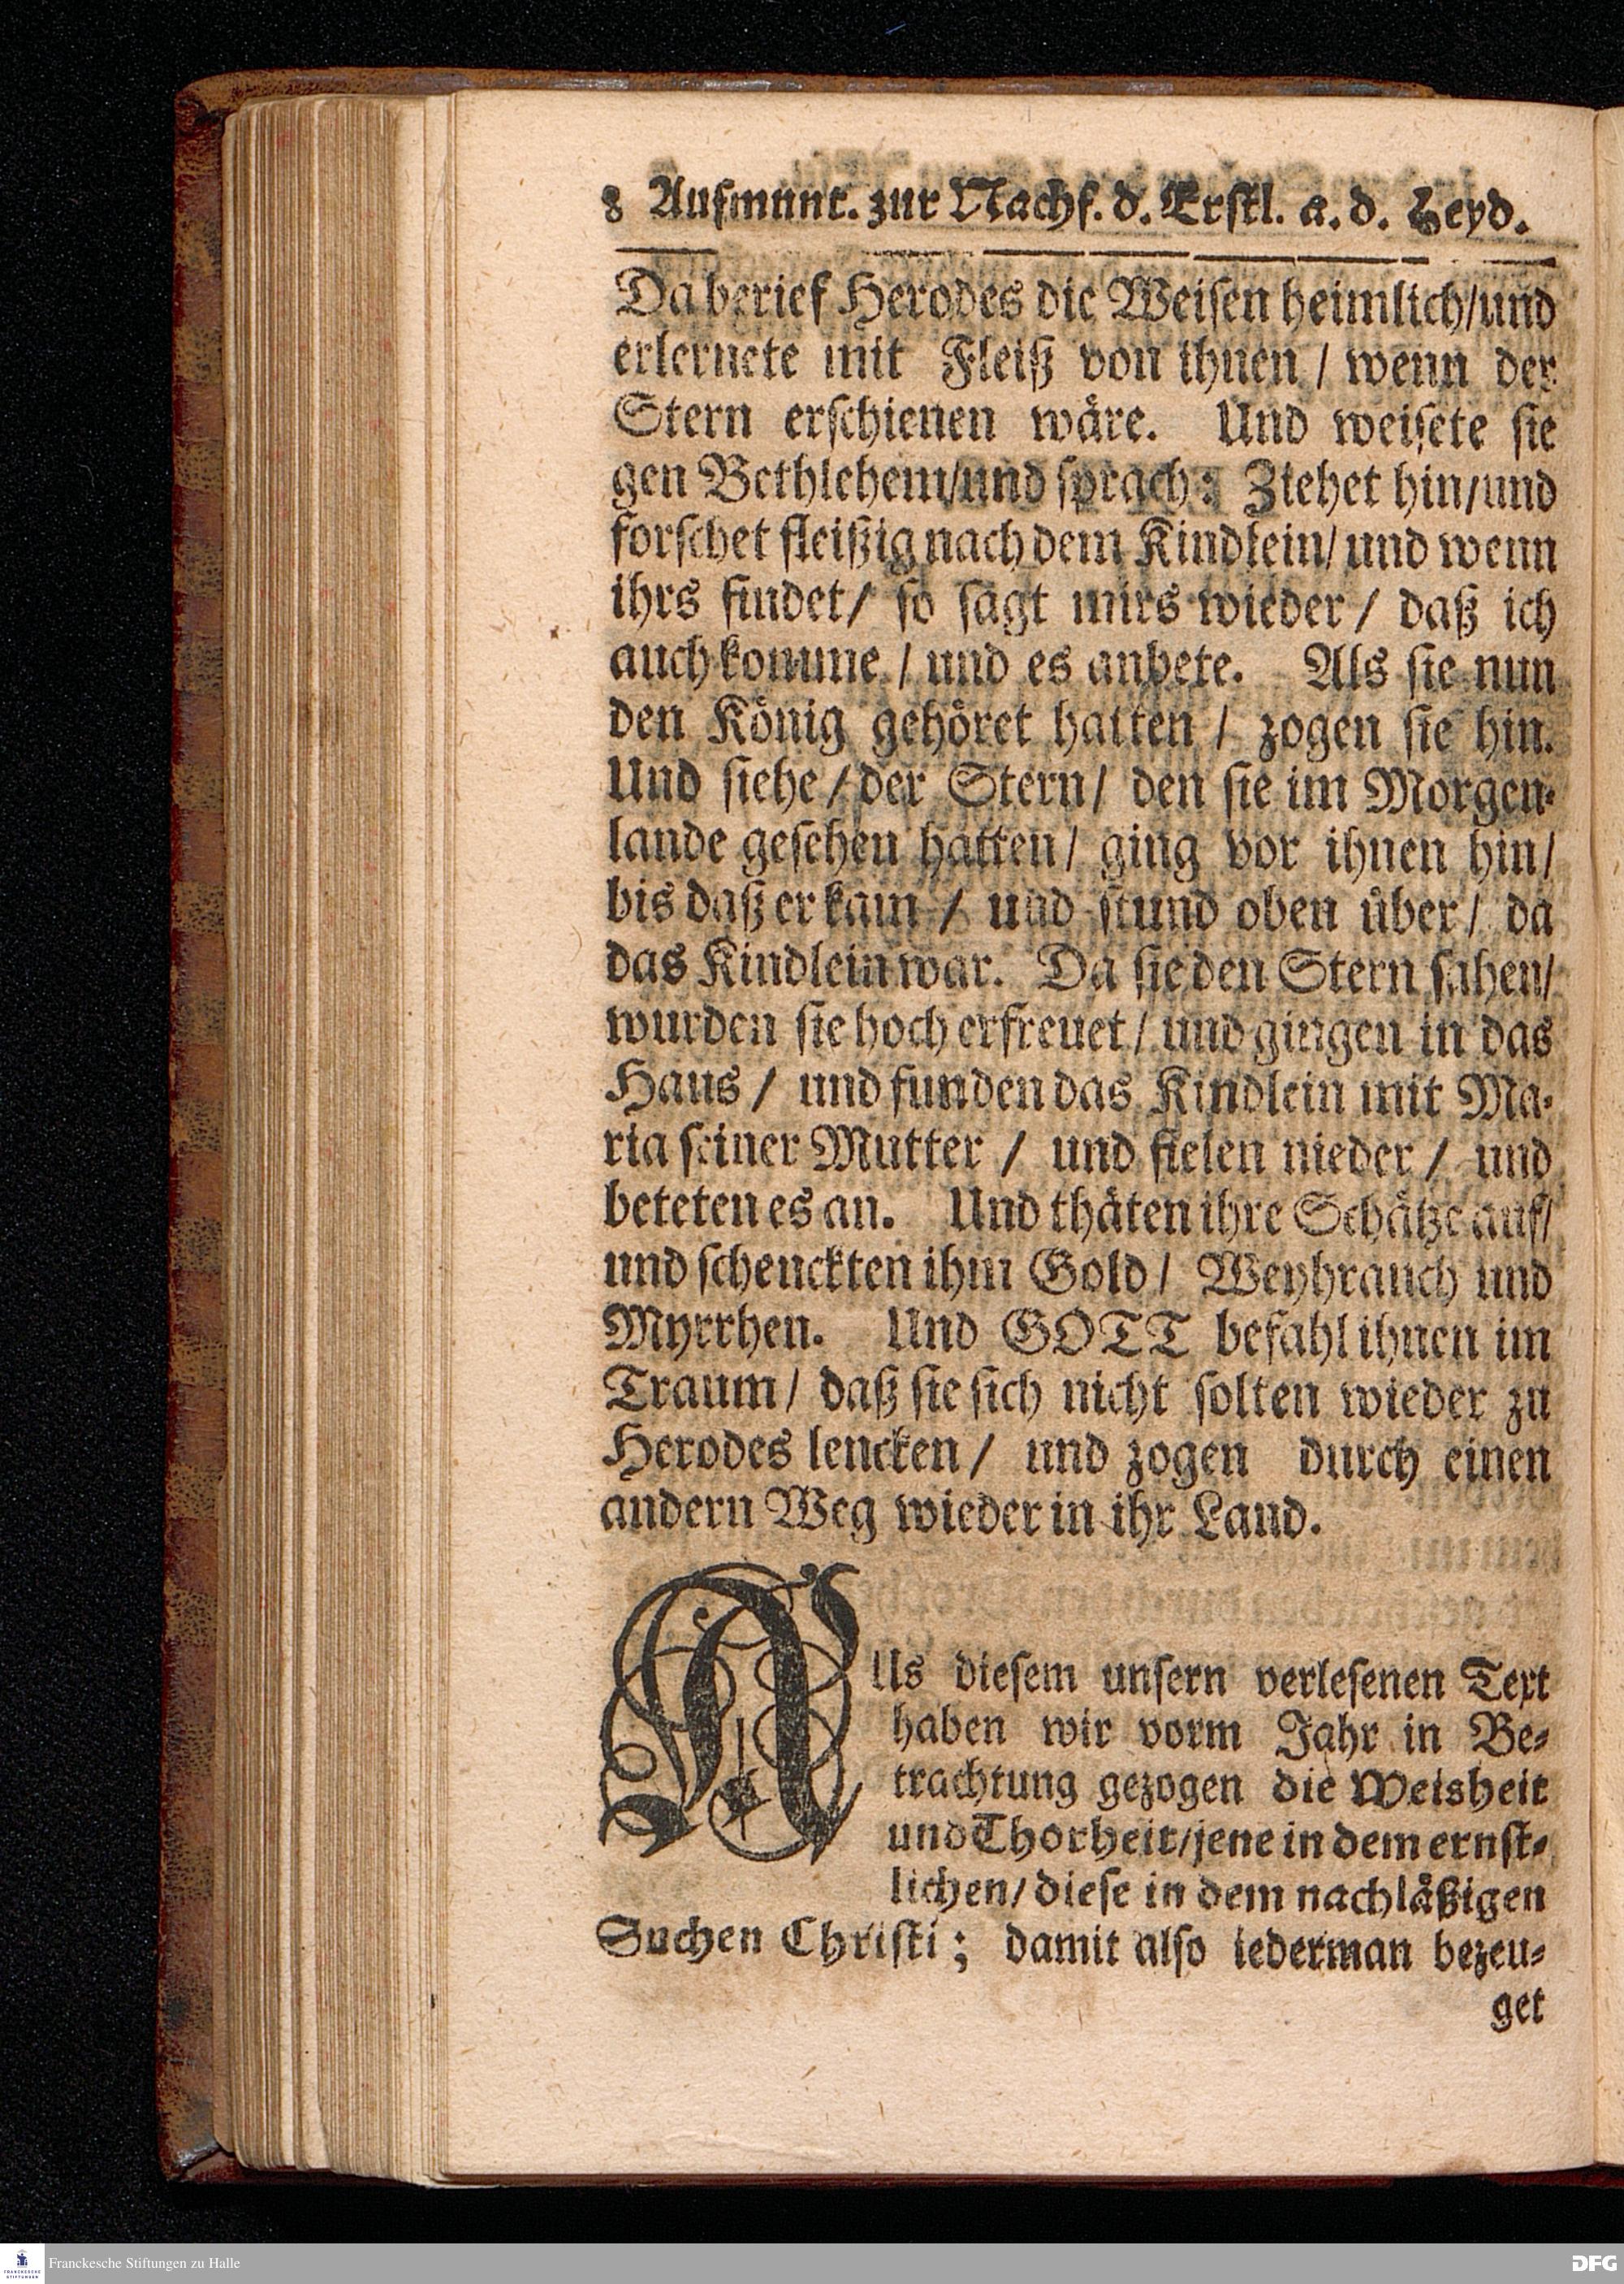 8 Aufmunt. zur Nachf. d. Erstl. a. d. Heyd.
Da berief Herodes die Weisen heimlich/und
erlernete mit Fleiß von ihnen / wenn der
Stern erschienen wäre. Und weisete sie
gen Bethlehem/und sprach: Ziehet hin/und
forschet fleißig nach dem Kindlein/ und wenn
ihrs findet/ so sagt mirs wieder / daß ich
auch komme / und es anbete. Als sie nun
den König gehöret hatten / zogen sie hin.
Und siehe / der Stern/ den sie im Morgen-
lande gesehen hatten/ ging vor ihnen hin/
bis daß er kam / und stund oben über/ da
das Kindlein war. Da sie den Stern sahen/
wurden sie hoch erfreuet / und gingen in das
Haus / und funden das Kindlein mit Ma-
ria seiner Mutter / und fielen nieder / und
beteten es an. Und thäten ihre Schätze auf/
und schenckten ihm Gold / Weyhrauch und
Myrrhen. Und GOTT befahl ihnen im
Traum / daß sie sich nicht solten wieder zu
Herodes lencken / und zogen durch einen
andern Weg wieder in ihr Land.
AUs diesem unsern verlesenen Text
haben wir vorm Jahr in Be-
trachtung gezogen die Weisheit
und Thorheit/jene in dem ernst-
lichen/ diese in dem nachläßigen
Suchen Christi; damit also iederman bezeu-
get
Franckesche Stiftungen zu Halle
FRANCKESCHE
STIFTUNGEN
DFG